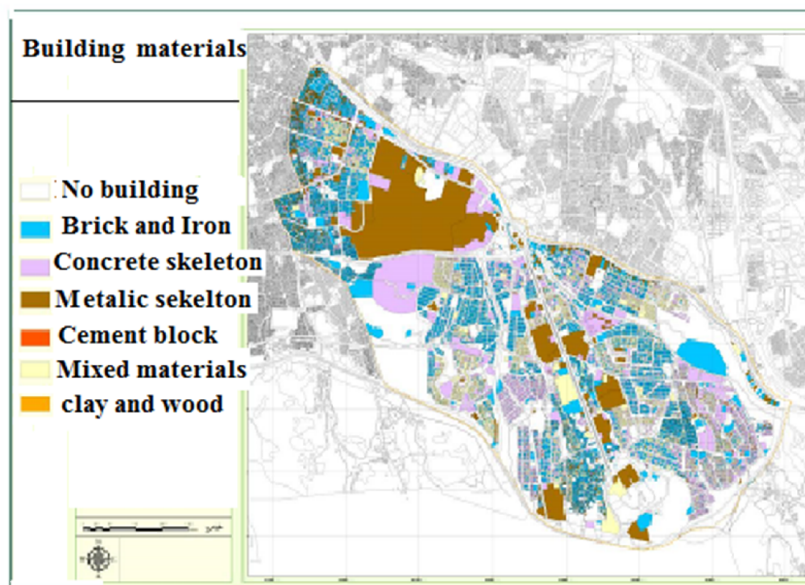 Building materials
No building
Brick and Iron
Concrete skeleton
Metalic sekelton
Cement block
Mixed materials
clay and wood